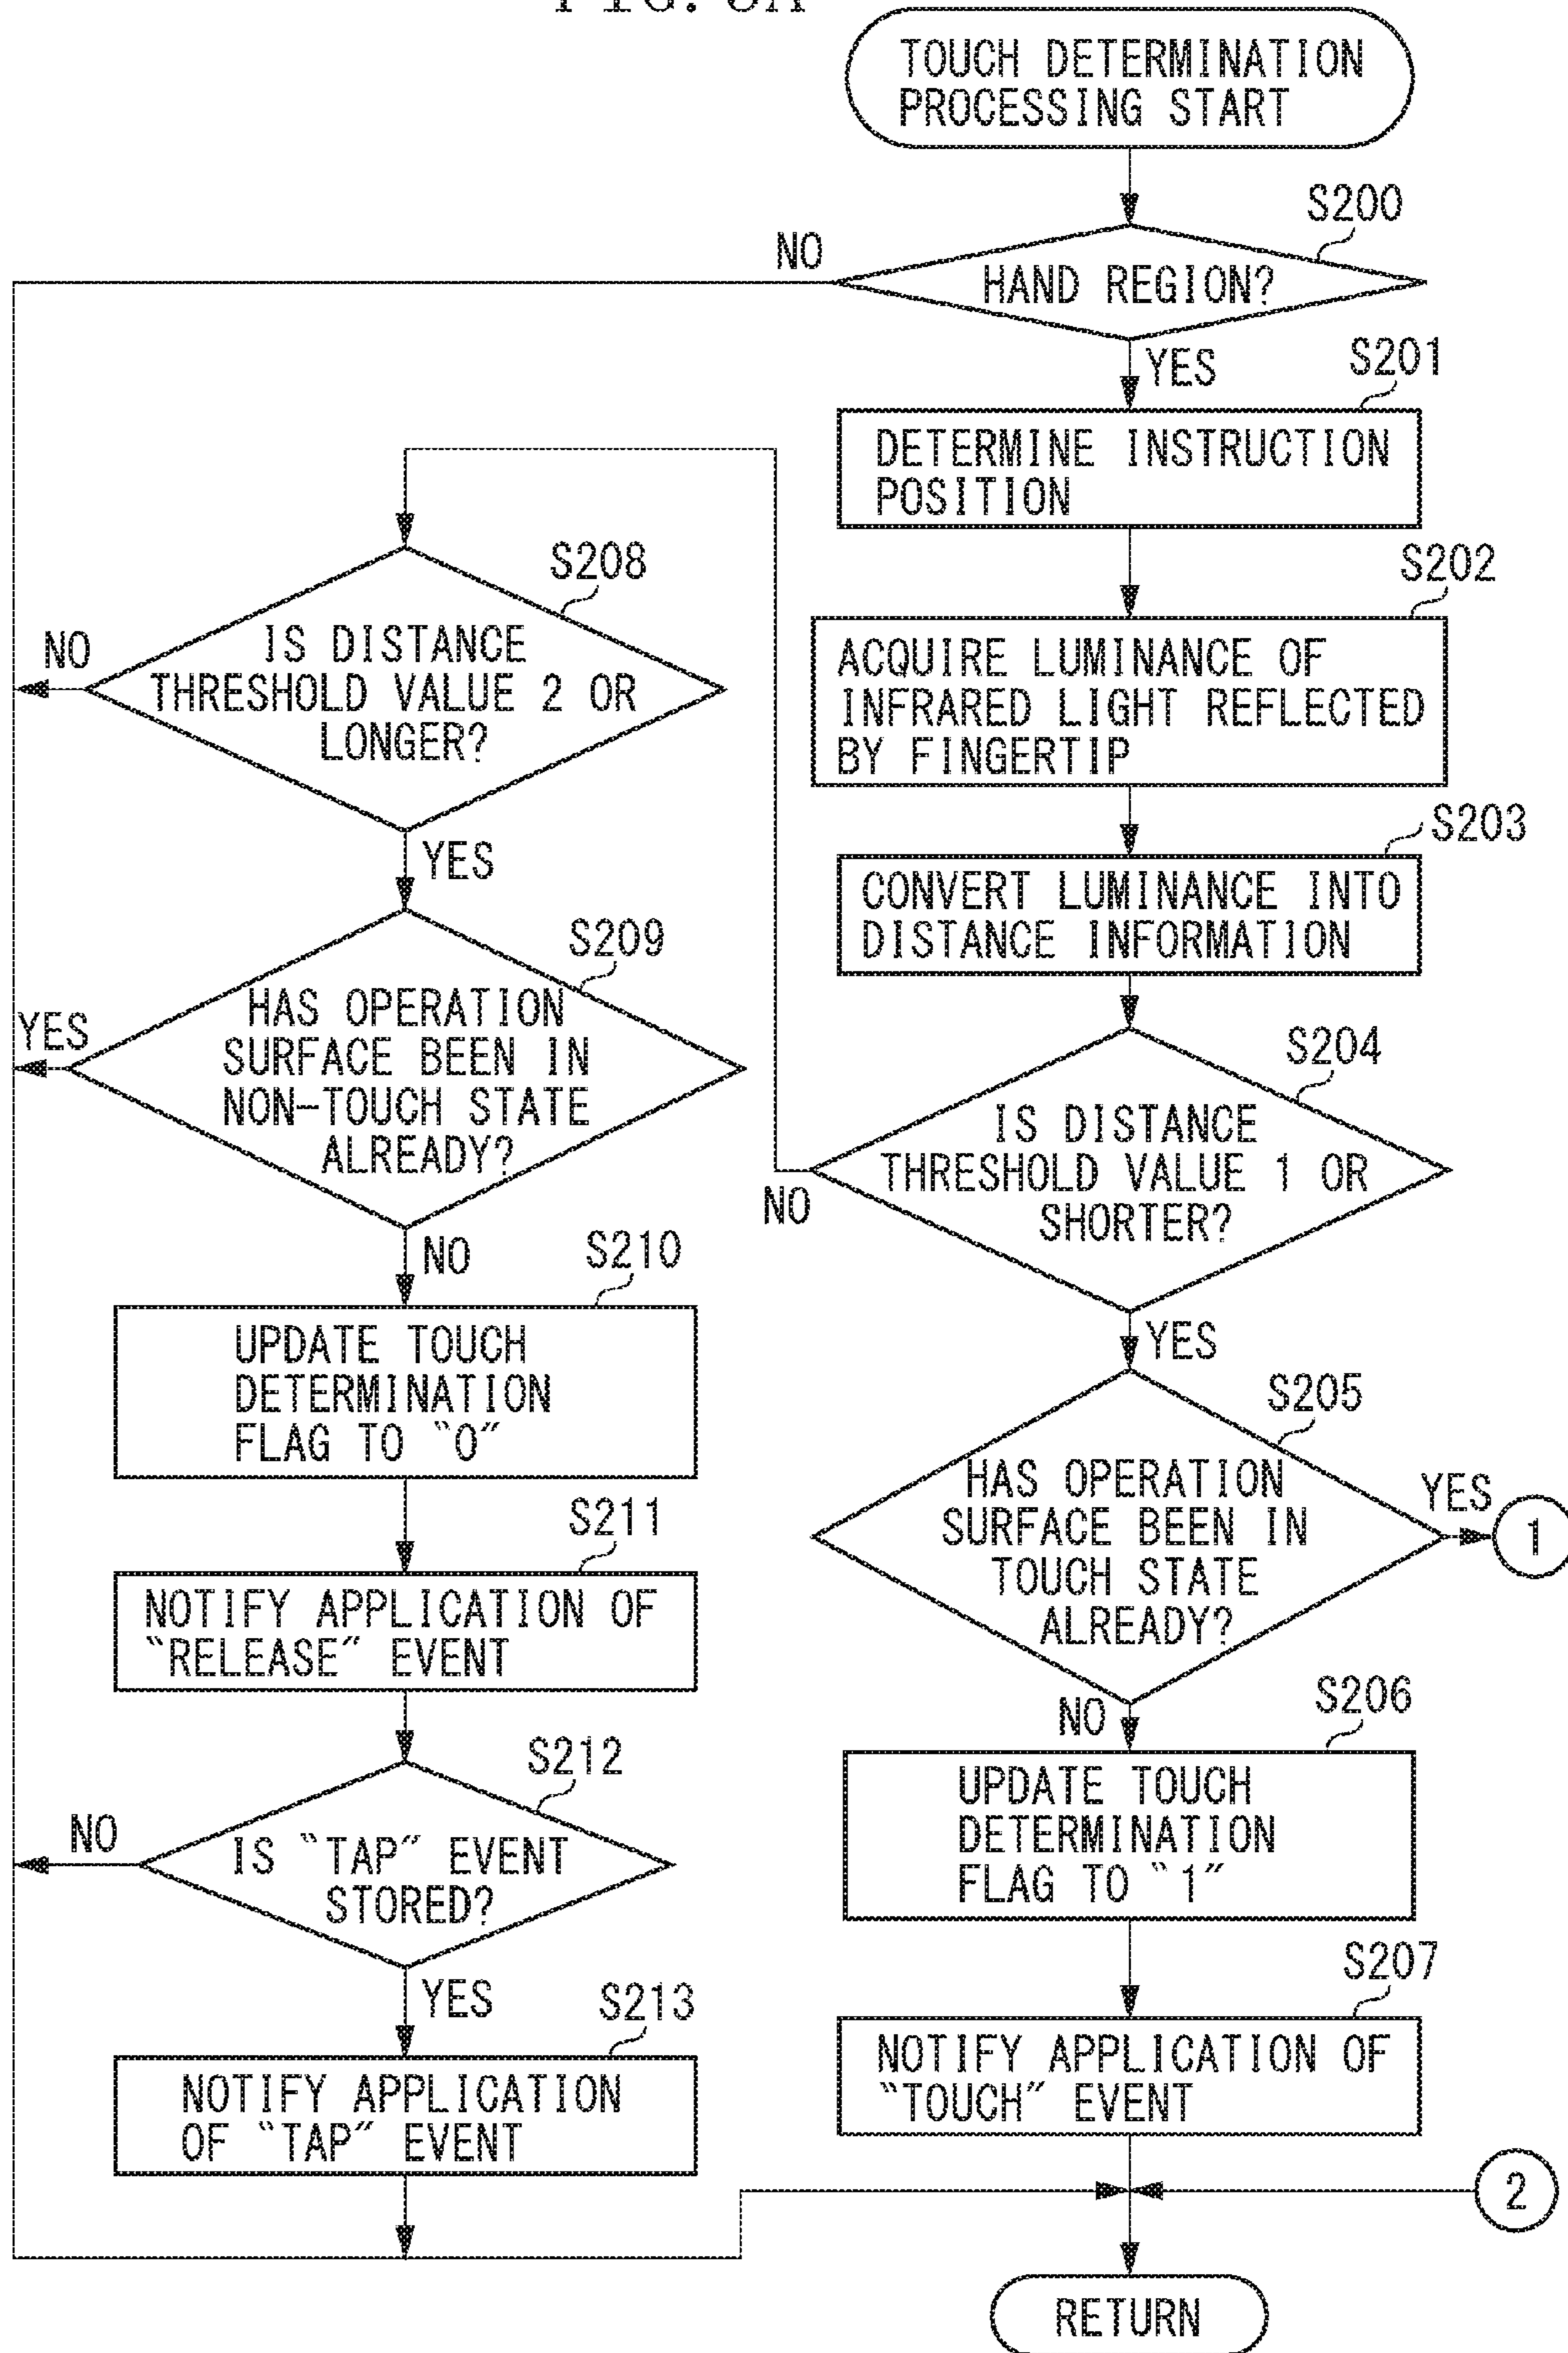 TOUCH DETERMINATION
PROCESSING START
S200
NO
HAND REGION?
YES
S201
DETERMINE INSTRUCTION
POSITION
S202
ACQUIRE LUMINANCE OF
INFRARED LIGHT REFLECTED
BY FINGERTIP
S203
CONVERT LUMINANCE INTO
DISTANCE INFORMATION
S204
IS DISTANCE
THRESHOLD VALUE 1 OR
SHORTER?
NO
YES
S205
HAS OPERATION
SURFACE BEEN IN
TOUCH STATE
ALREADY?
YES
1
NO
S206
UPDATE TOUCH
DETERMINATION
FLAG TO “1”
S207
NOTIFY APPLICATION OF
“TOUCH” EVENT
S208
IS DISTANCE
THRESHOLD VALUE 2 OR
LONGER?
NO
YES
S209
HAS OPERATION
SURFACE BEEN IN
NON-TOUCH STATE
ALREADY?
YES
NO
S210
UPDATE TOUCH
DETERMINATION
FLAG TO “0”
S211
NOTIFY APPLICATION OF
“RELEASE” EVENT
S212
IS “TAP” EVENT
STORED?
NO
YES
S213
NOTIFY APPLICATION
OF “TAP” EVENT
2
RETURN